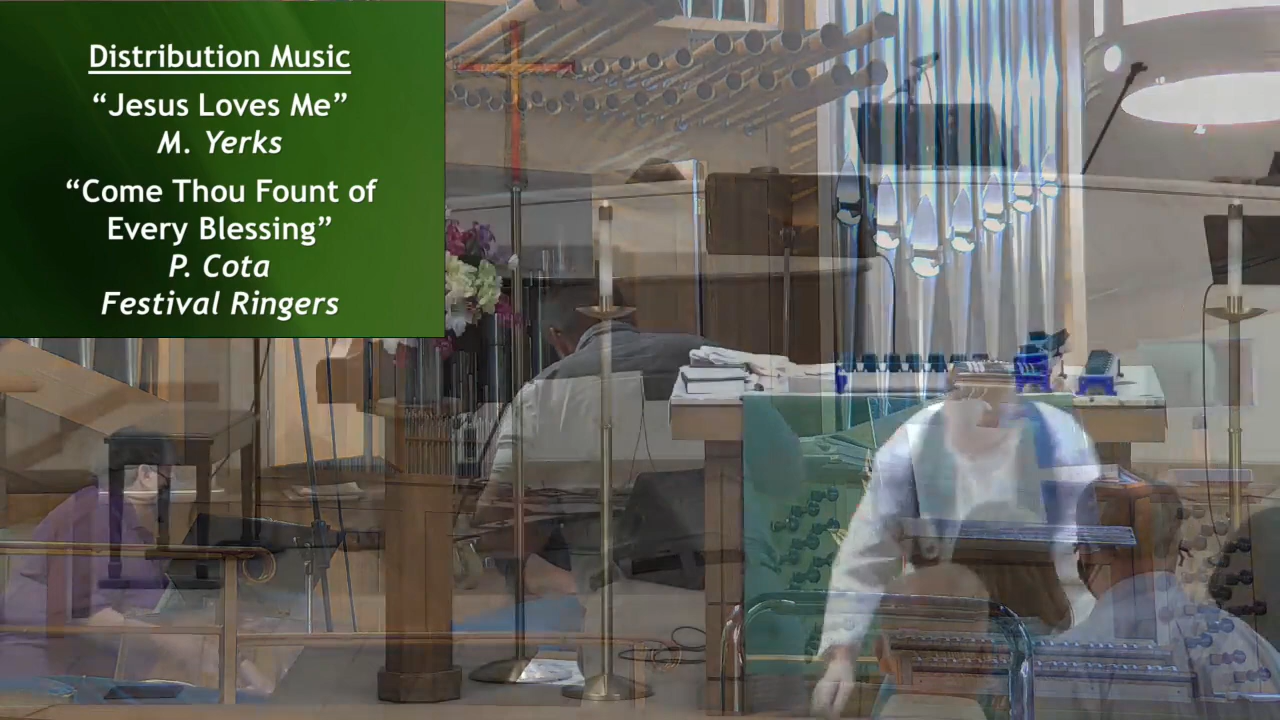 Distribution Music
“Jesus Loves Me”
M. Yerks
“Come Thou Fount of
Every Blessing”
P. Cota
Festival Ringers